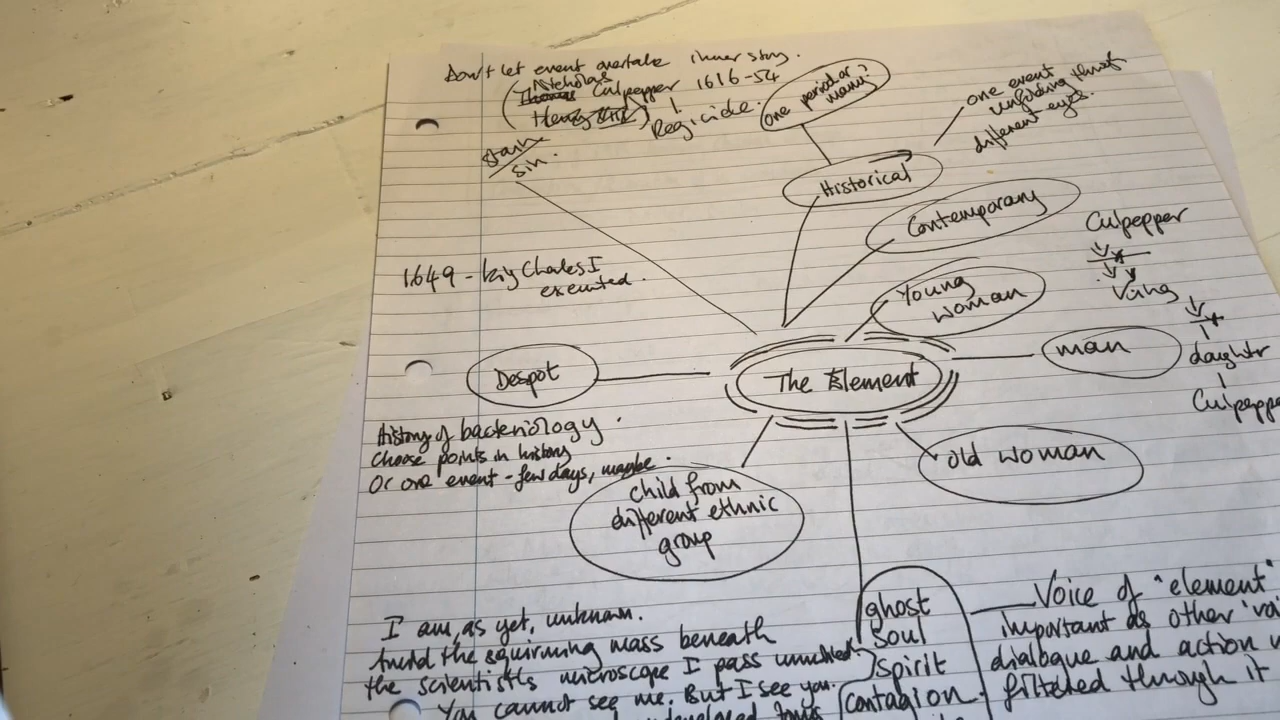 Don't let event overtake inner story.
Nicholas
( Culpepper 1616-54
Regicide.
One period or many?
one event
unfolding through
different eyes.
sin.
Historical
Contemporary
Culpepper
1649 - King Charles I
executed.
Young
woman
man
daughter
Culpepper
Despot
The Element
History of bacteriology.
Choose points in history
Or one event - few days, maybe.
old woman
child from
different ethnic
group
I am, as yet, unknown.
Amid the squirming mass beneath
the scientist's microscope I pass unnoticed.
You cannot see me. But I see you.
ghost
soul
spirit
contagion
Voice of "element"
important as other
dialogue and action
filtered through it